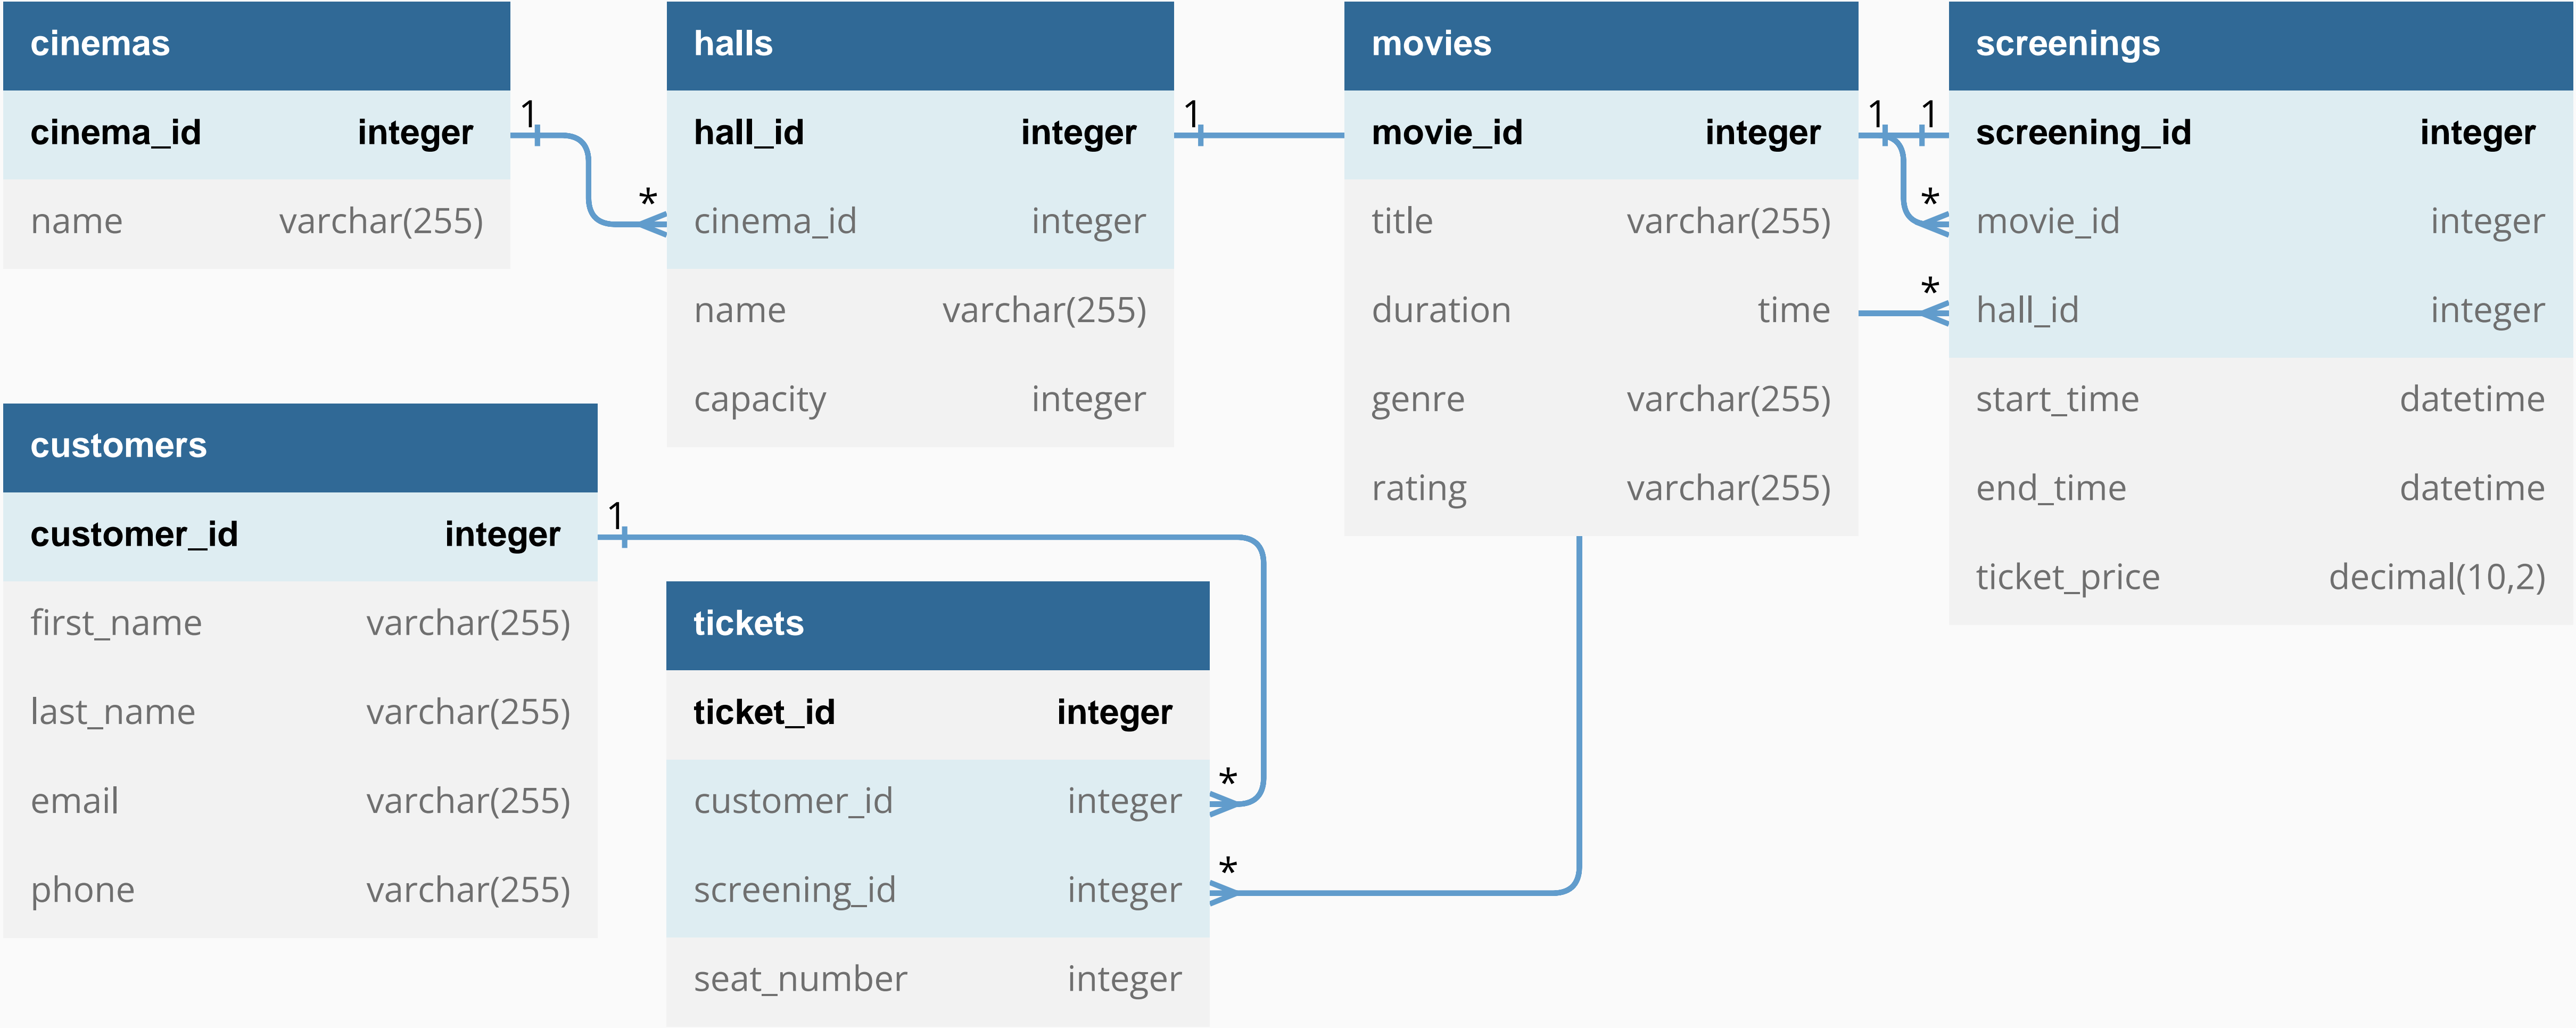 cinemas
cinema_id integer
name varchar(255)
1
*
halls
hall_id integer
cinema_id integer
name varchar(255)
capacity integer
1
movies
movie_id integer
title varchar(255)
duration time
genre varchar(255)
rating varchar(255)
1 1
*
*
screenings
screening_id integer
movie_id integer
hall_id integer
start_time datetime
end_time datetime
ticket_price decimal(10,2)
customers
customer_id integer
first_name varchar(255)
last_name varchar(255)
email varchar(255)
phone varchar(255)
1
tickets
ticket_id integer
customer_id integer
screening_id integer
seat_number integer
*
*